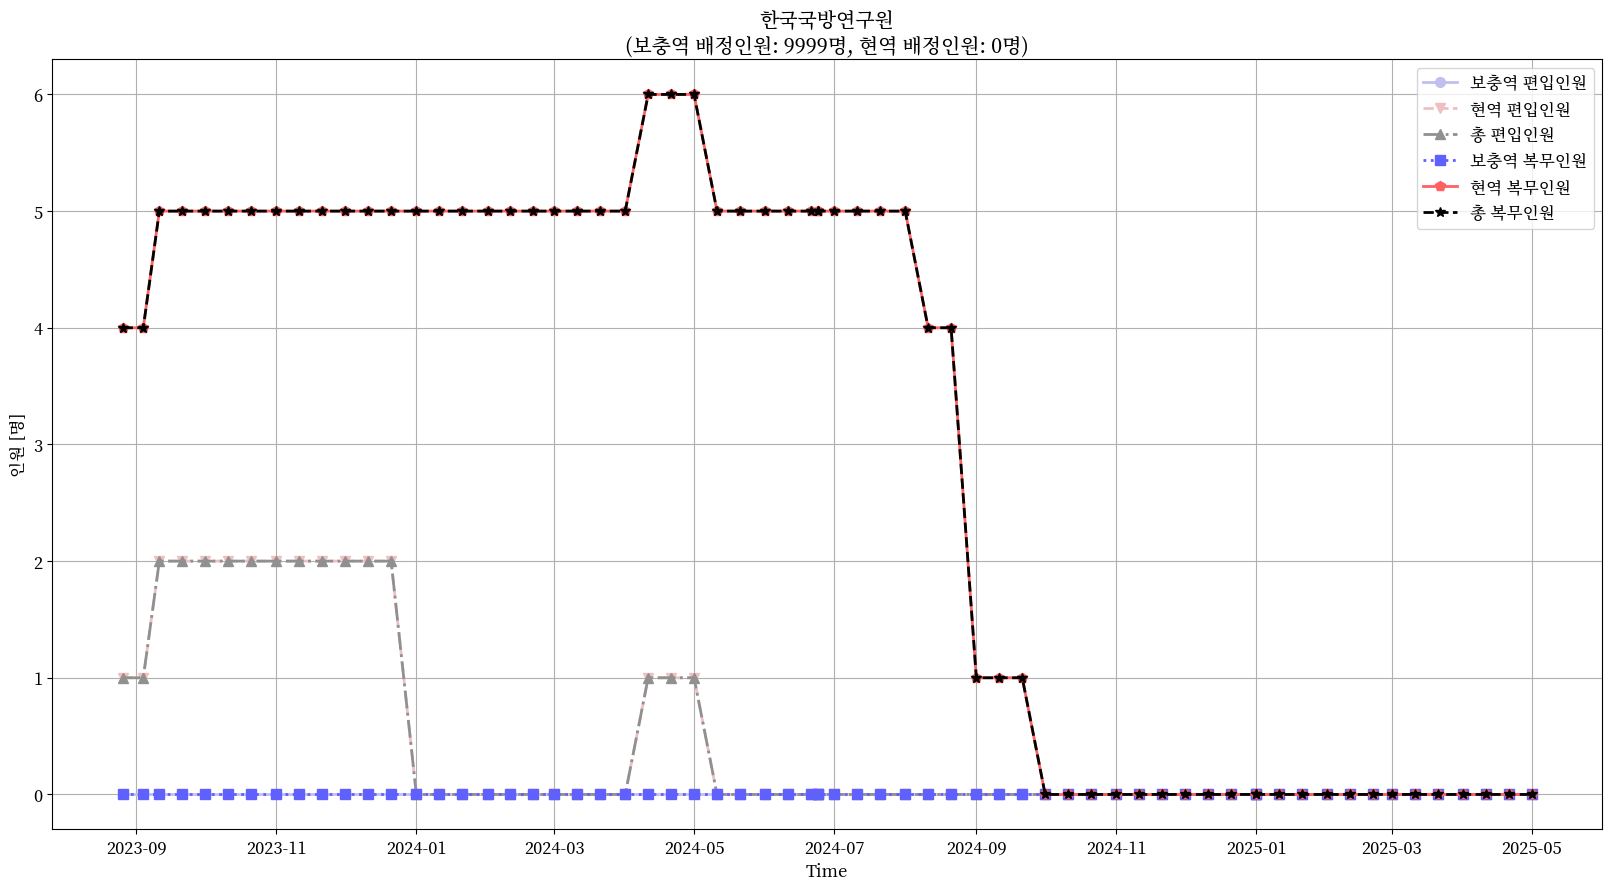 한국국방연구원
(보충역 배정인원: 9999명, 현역 배정인원: 0명)
보충역 편입인원
현역 편입인원
총 편입인원
보충역 복무인원
현역 복무인원
총 복무인원
인원 [명]
6
5
4
3
2
1
0
2023-09 2023-11 2024-01 2024-03 2024-05 2024-07 2024-09 2024-11 2025-01 2025-03 2025-05
Time